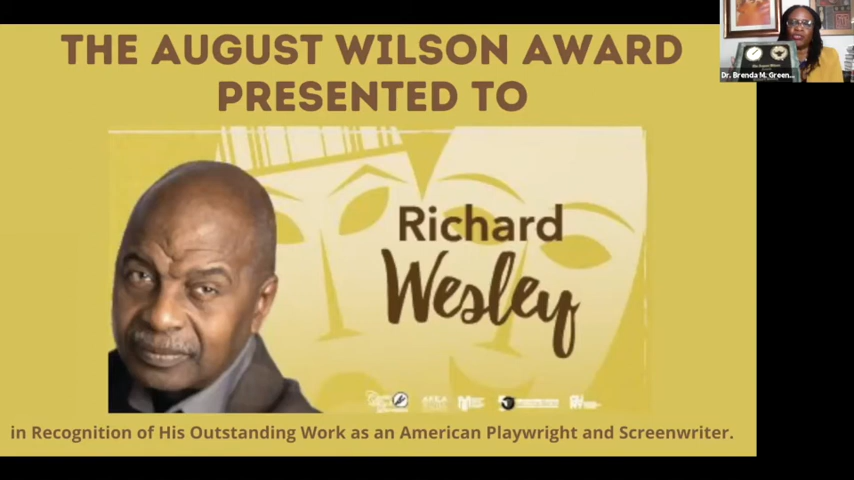 THE AUGUST WILSON AWARD
PRESENTED TO
Richard
Wesley
in Recognition of His Outstanding Work as an American Playwright and Screenwriter.
Dr. Brenda M. Green...